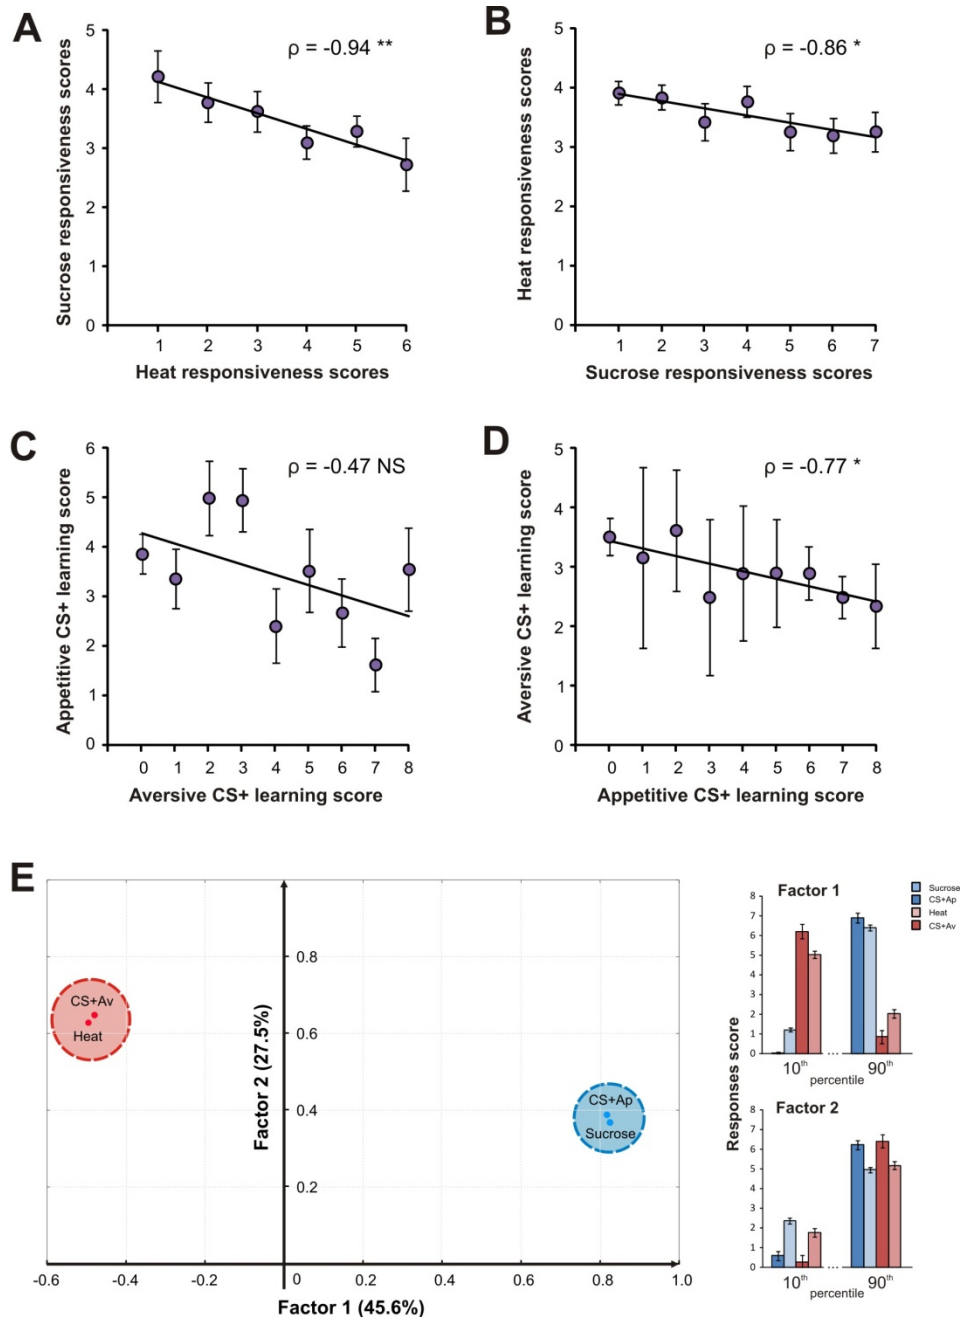 A
ρ = -0.94 **
Sucrose responsiveness scores
5
4
3
2
1
0
1 2 3 4 5 6
Heat responsiveness scores
B
ρ = -0.86 *
Heat responsiveness scores
5
4
3
2
1
0
1 2 3 4 5 6 7
Sucrose responsiveness scores
C
ρ = -0.47 NS
Appetitive CS+ learning score
6
5
4
3
2
1
0
0 1 2 3 4 5 6 7 8
Aversive CS+ learning score
D
ρ = -0.77 *
Aversive CS+ learning score
5
4
3
2
1
0
0 1 2 3 4 5 6 7 8
Appetitive CS+ learning score
E
Factor 2 (27.5%)
0.8
0.6
0.4
0.2
CS+Av
Heat
CS+Ap
Sucrose
-0.6 -0.4 -0.2 0 0.2 0.4 0.6 0.8 1.0
Factor 1 (45.6%)
Responses score
Factor 1
Sucrose
CS+Ap
Heat
CS+Av
8
7
6
5
4
3
2
1
0
10th ... 90th
percentile
Factor 2
8
7
6
5
4
3
2
1
0
10th ... 90th
percentile